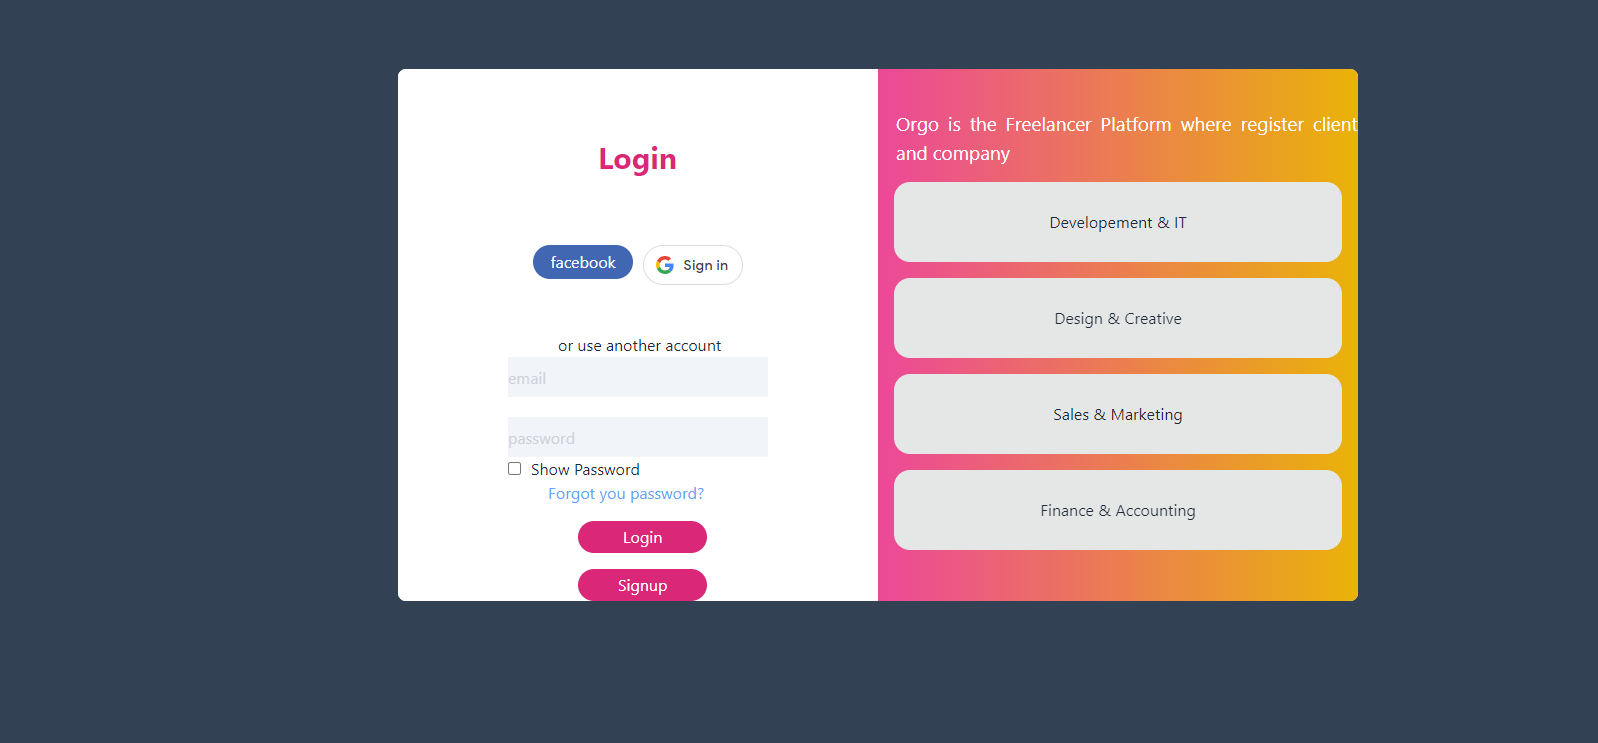 Login
facebook
Sign in
or use another account
email
password
Show Password
Forgot you password?
Login
Signup
Orgo is the Freelancer Platform where register client
and company
Developement & IT
Design & Creative
Sales & Marketing
Finance & Accounting